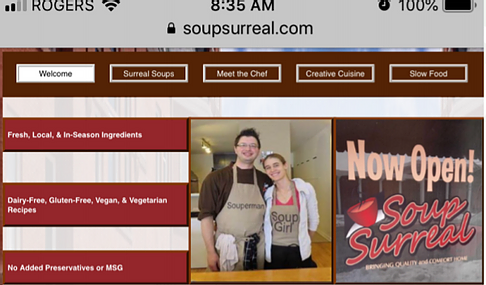 ROGERS 8:35 AM 100%
soupsurreal.com
Welcome Surreal Soups Meet the Chef Creative Cuisine Slow Food
Fresh, Local, & In-Season Ingredients
Dairy-Free, Gluten-Free, Vegan, & Vegetarian
Recipes
No Added Preservatives or MSG
Souperman
Soup
Girl
Now Open!
Soup
Surreal
BRINGING QUALITY and COMFORT HOME